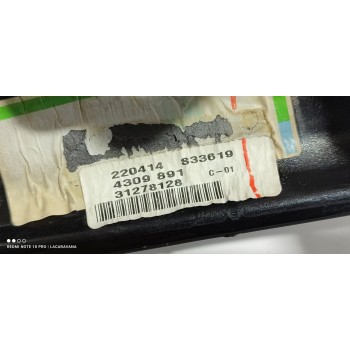 220414 833619
4309 891 C-01
31278128
REDMI NOTE 10 PRO | LACARAVANA